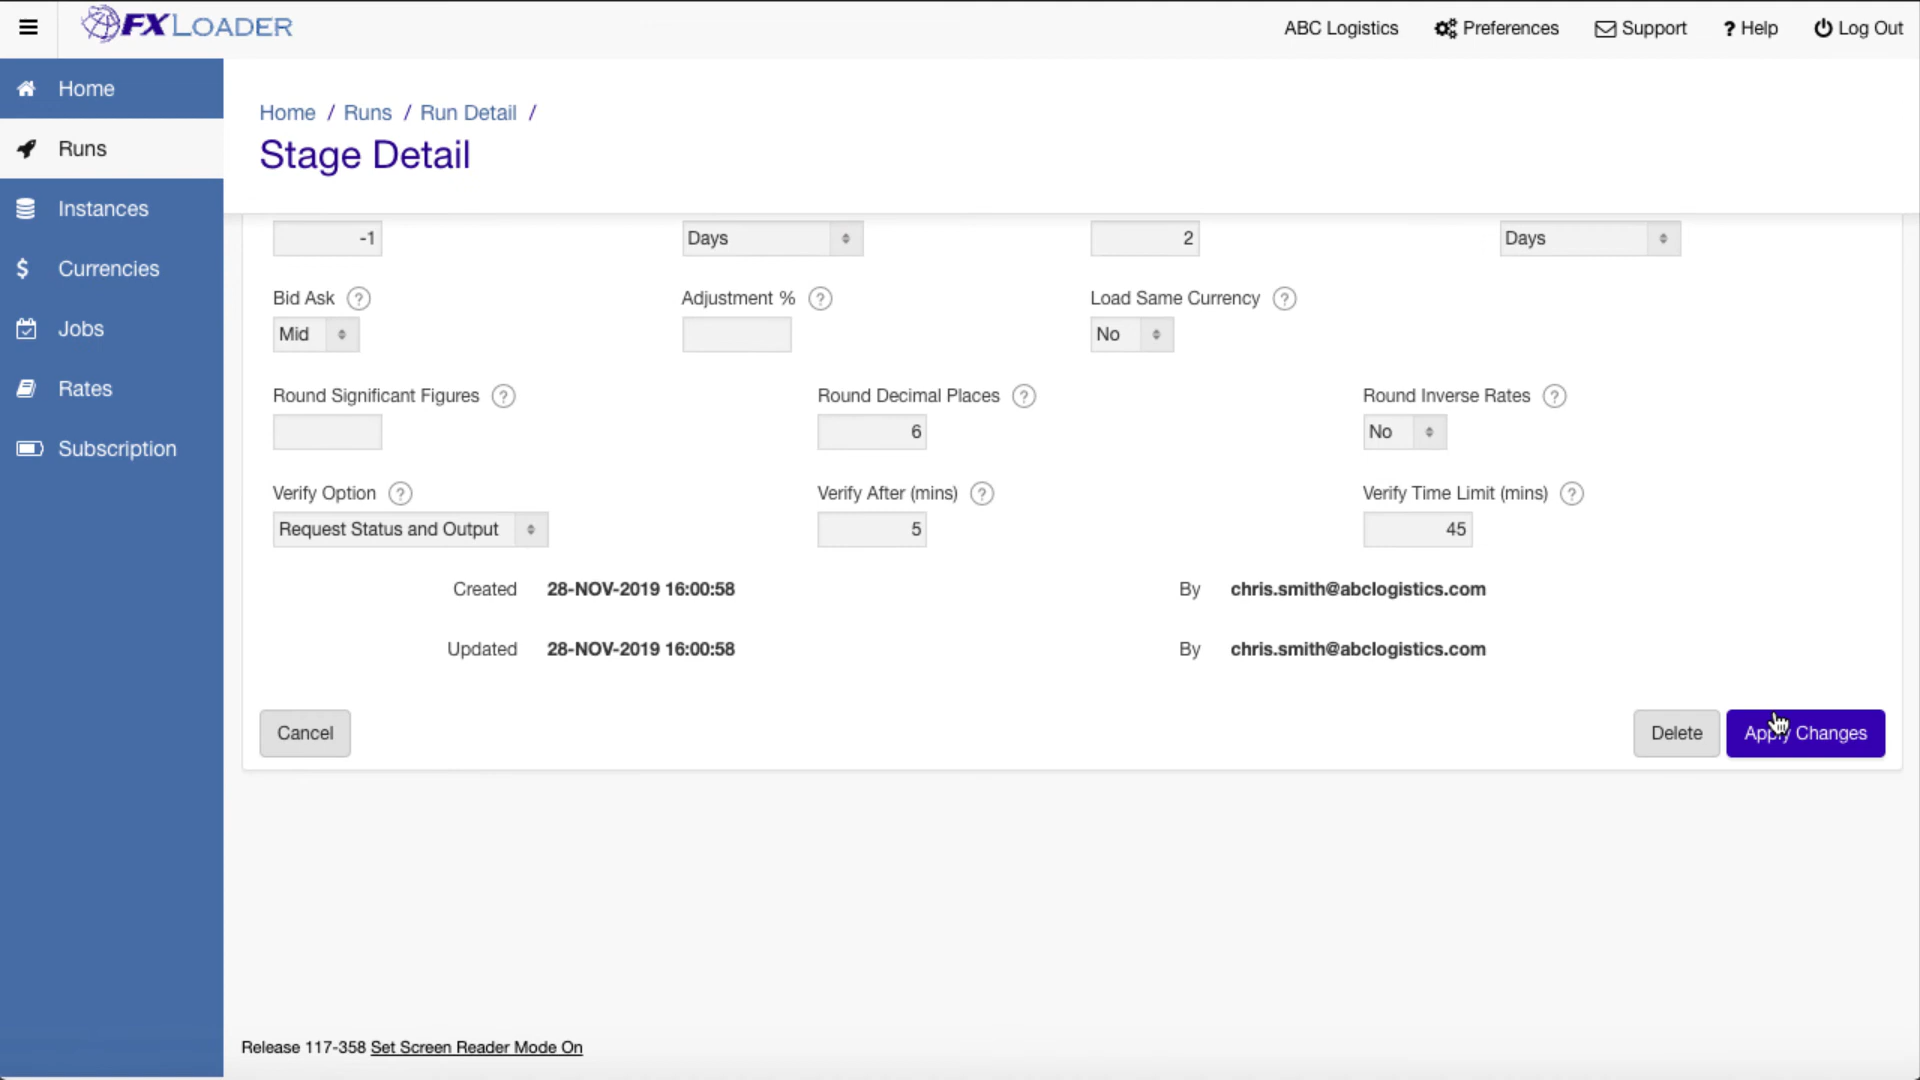 FXLOADER
ABC Logistics Preferences Support ? Help Log Out
Home
Runs
Instances
$ Currencies
Jobs
Rates
Subscription
Home / Runs / Run Detail /
Stage Detail
-1 Days 2 Days
Bid Ask ? Adjustment % ? Load Same Currency ?
Mid No
Round Significant Figures ? Round Decimal Places ? Round Inverse Rates ?
6 No
Verify Option ? Verify After (mins) ? Verify Time Limit (mins) ?
Request Status and Output 5 45
Created 28-NOV-2019 16:00:58 By chris.smith@abclogistics.com
Updated 28-NOV-2019 16:00:58 By chris.smith@abclogistics.com
Cancel Delete Apply Changes
Release 117-358 Set Screen Reader Mode On